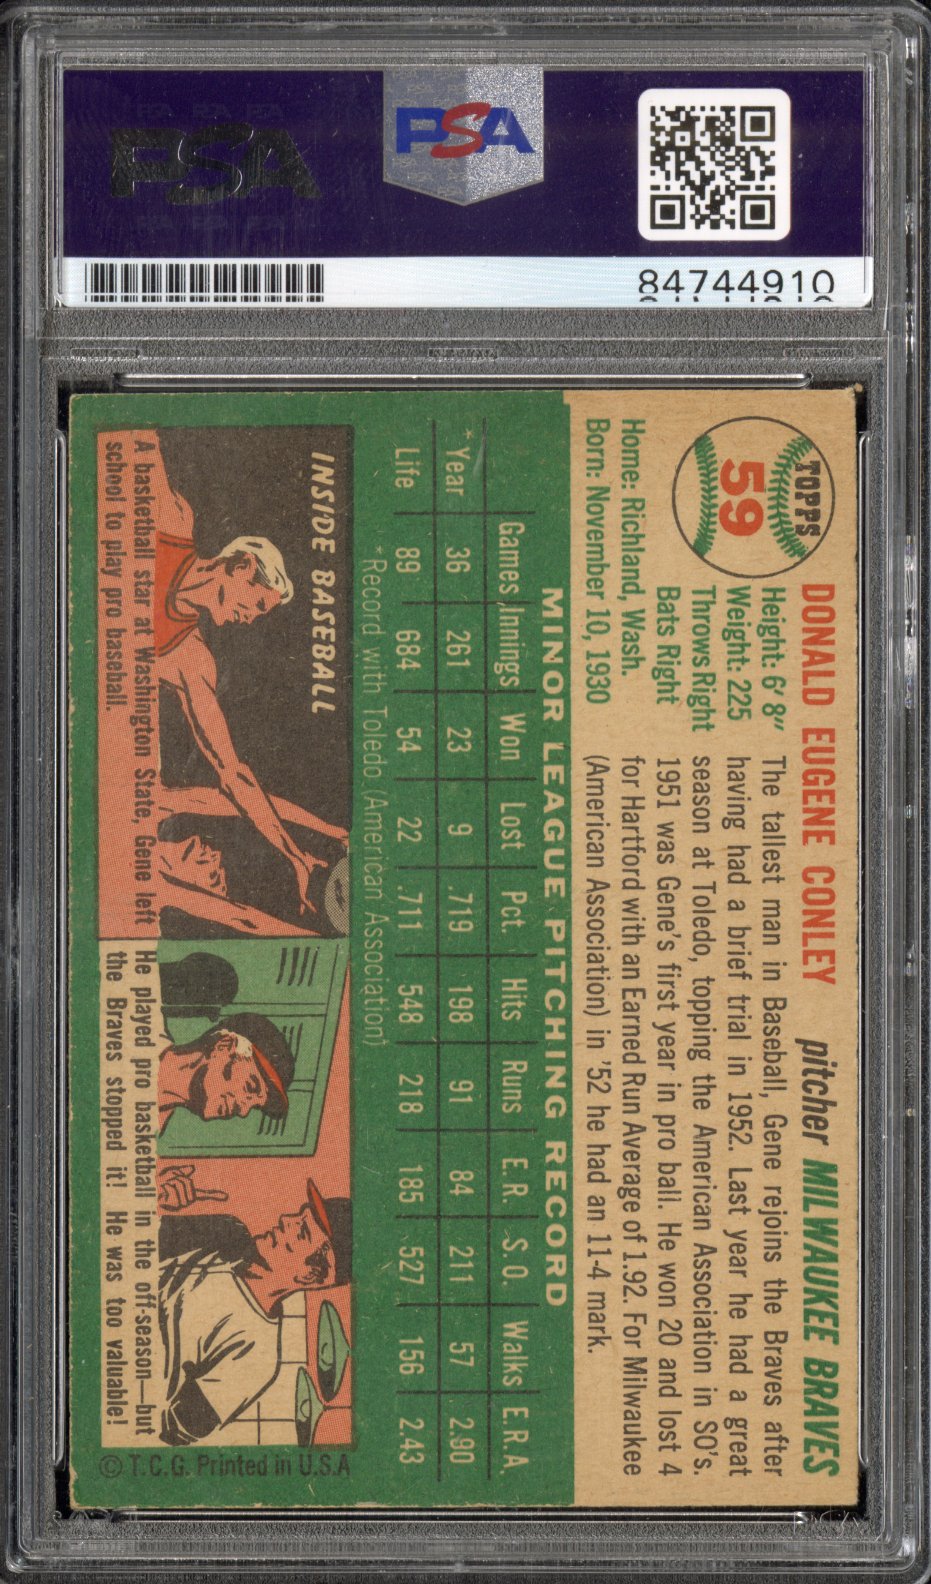 PSA
PSA
84744910
TOPPS
59
DONALD EUGENE CONLEY pitcher MILWAUKEE BRAVES
Height: 6' 8"
Weight: 225
Throws Right
Bats Right
Home: Richland, Wash.
Born: November 10, 1930
The tallest man in Baseball, Gene rejoins the Braves after
having had a brief trial in 1952. Last year he had a great
season at Toledo, topping the American Association in SO's.
1951 was Gene's first year in pro ball. He won 20 and lost 4
for Hartford with an Earned Run Average of 1.92. For Milwaukee
(American Association) in '52 he had an 11-4 mark.
MINOR LEAGUE PITCHING RECORD
Games Innings Won Lost Pct. Hits Runs E.R. S.O. Walks E.R.A.
*Year 36 261 23 9 .719 198 91 84 211 57 2.90
Life 89 684 54 22 .711 548 218 185 527 156 2.43
*Record with Toledo (American Association)
INSIDE BASEBALL
A basketball star at Washington State, Gene left
school to play pro baseball.
He played pro basketball in the off-season—but
the Braves stopped it! He was too valuable!
© T.C.G. Printed in U.S.A